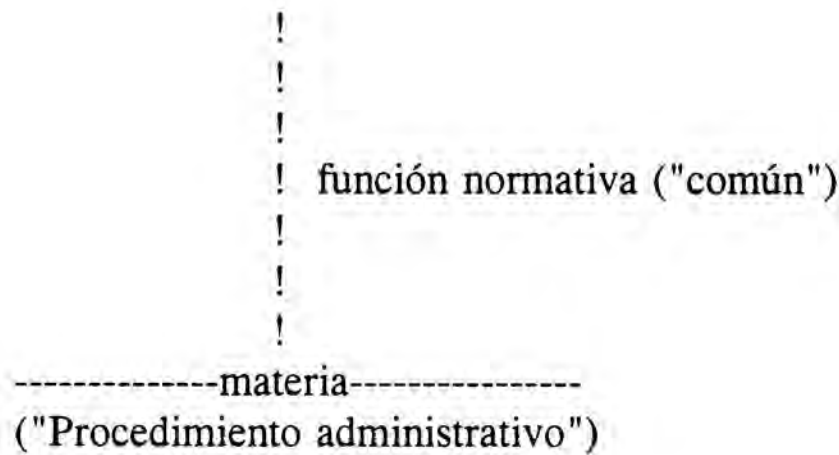 !
!
!
! función normativa ("común")
!
!
!
--------------materia----------------
("Procedimiento administrativo")